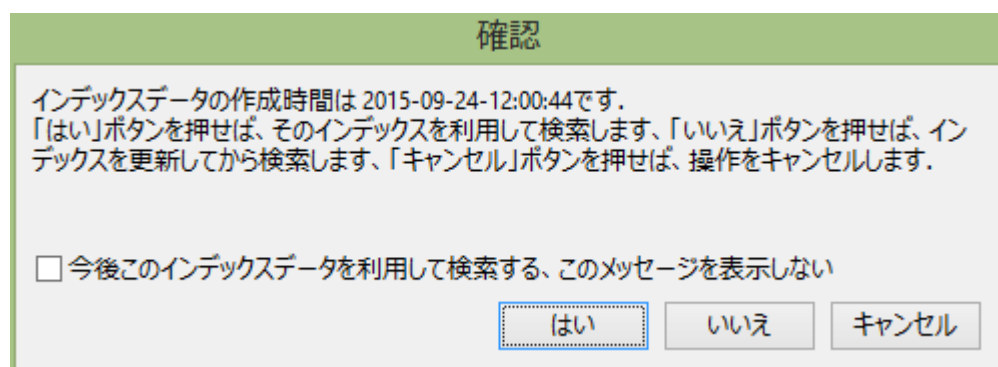 確認
インデックスデータの作成時間は 2015-09-24-12:00:44です.
「はい」ボタンを押せば、そのインデックスを利用して検索します、「いいえ」ボタンを押せば、イン
デックスを更新してから検索します、「キャンセル」ボタンを押せば、操作をキャンセルします.
今後このインデックスデータを利用して検索する、このメッセージを表示しない
はい いいえ キャンセル